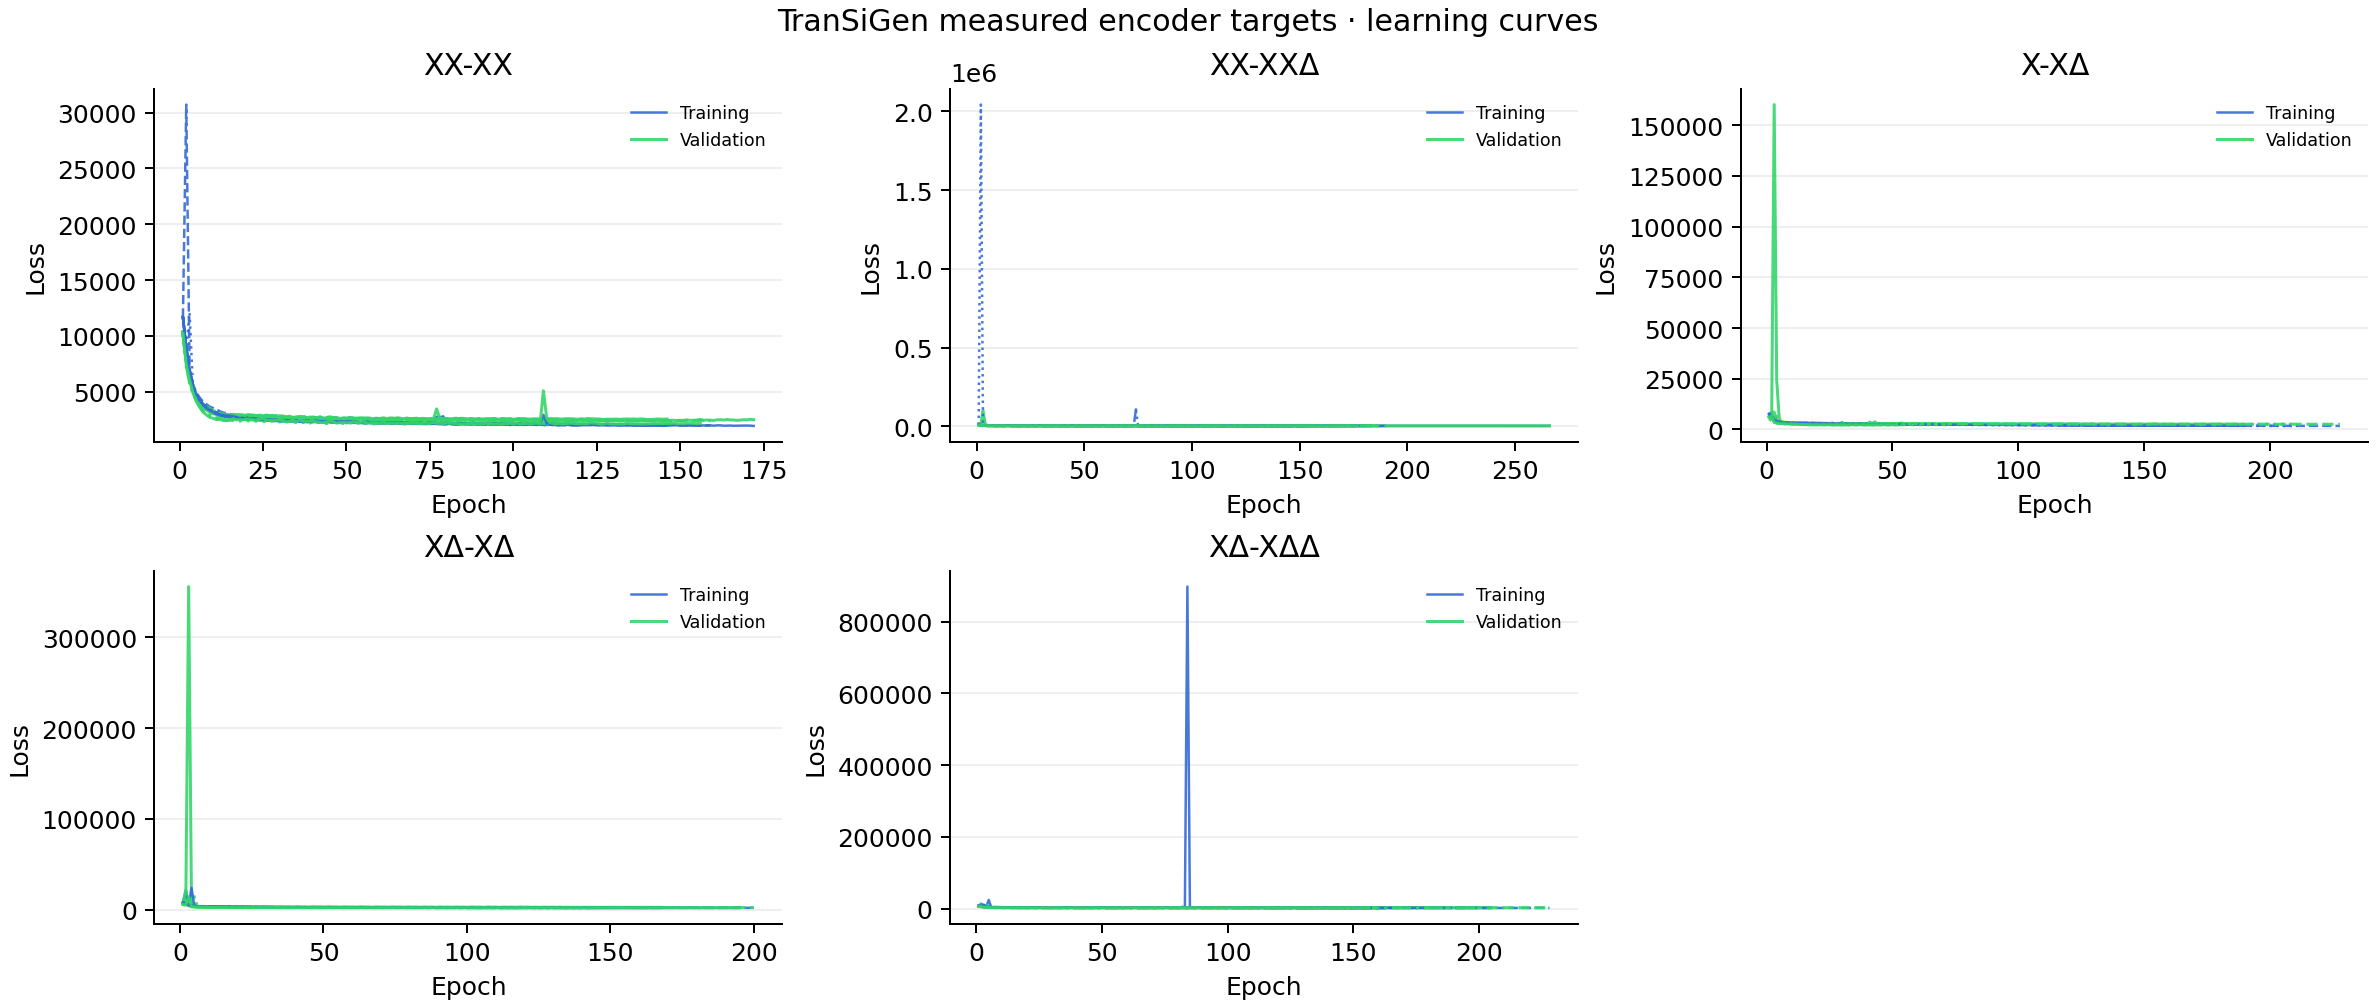 TranSiGen measured encoder targets · learning curves
XX-XX
30000
25000
20000
15000
10000
5000
Loss
0 25 50 75 100 125 150 175
Epoch
Training
Validation
XX-XXΔ
1e6
2.0
1.5
1.0
0.5
0.0
Loss
0 50 100 150 200 250
Epoch
Training
Validation
X-XΔ
150000
125000
100000
75000
50000
25000
0
Loss
0 50 100 150 200
Epoch
Training
Validation
XΔ-XΔ
300000
200000
100000
0
Loss
0 50 100 150 200
Epoch
Training
Validation
XΔ-XΔΔ
800000
600000
400000
200000
0
Loss
0 50 100 150 200
Epoch
Training
Validation